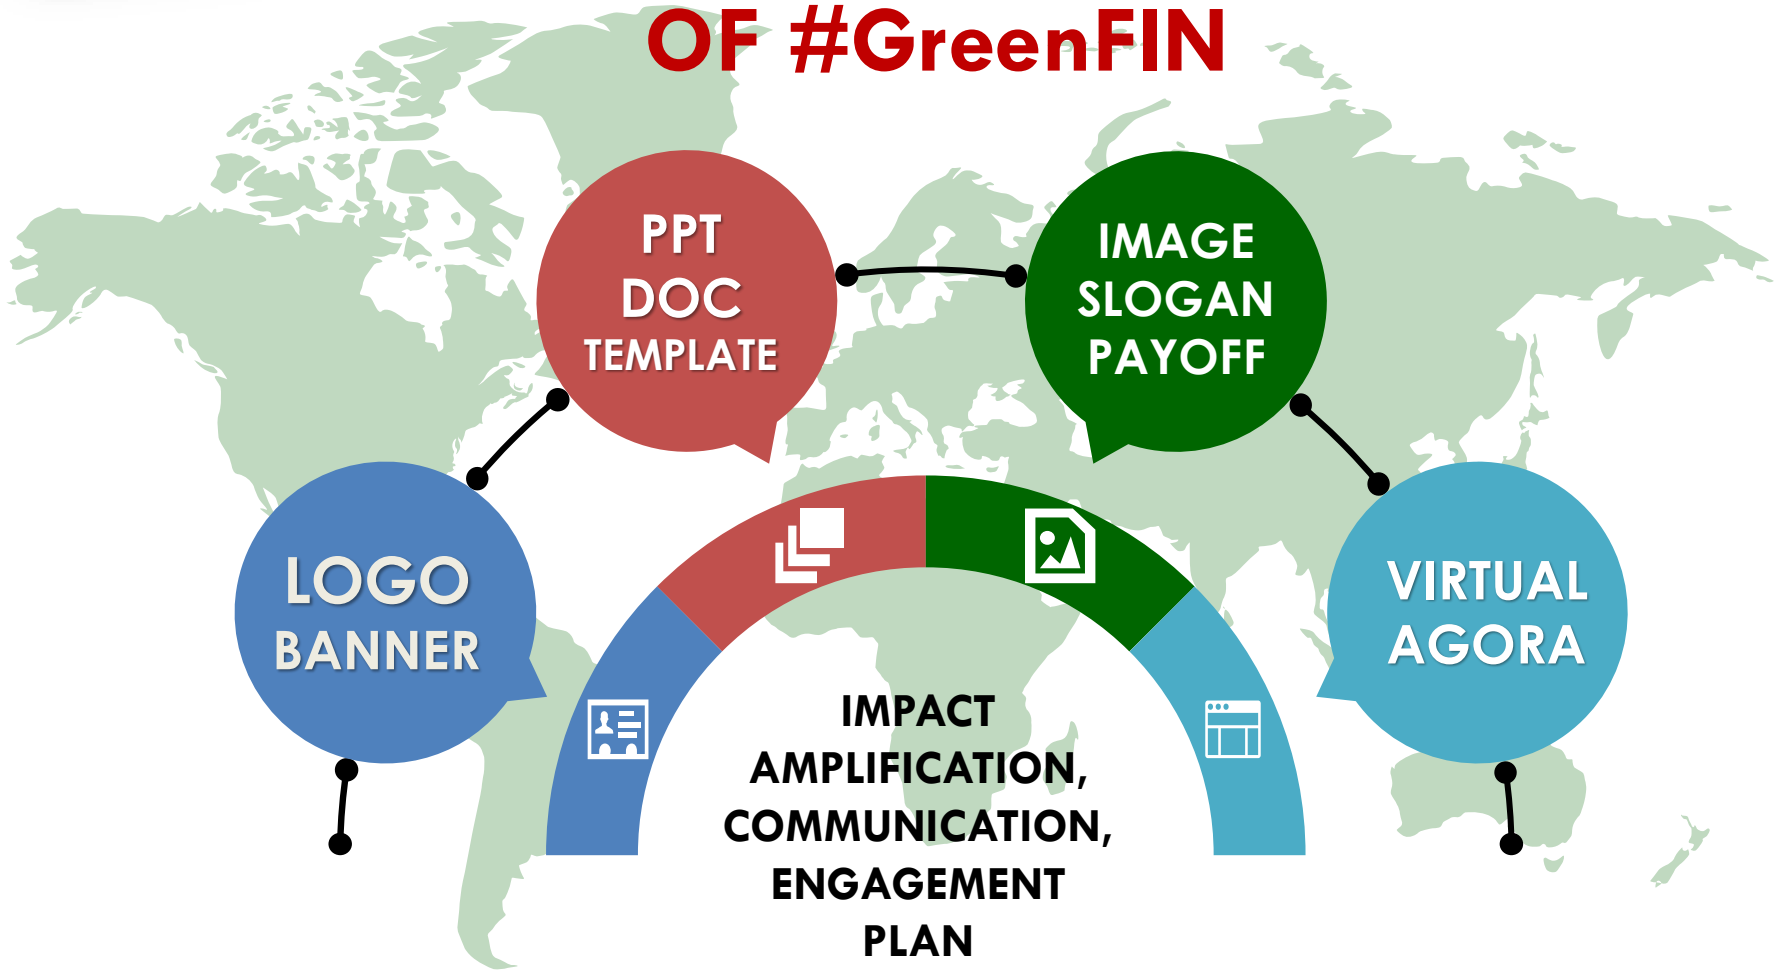 OF #GreenFIN
PPT
DOC
TEMPLATE
IMAGE
SLOGAN
PAYOFF
LOGO
BANNER
VIRTUAL
AGORA
IMPACT
AMPLIFICATION,
COMMUNICATION,
ENGAGEMENT
PLAN